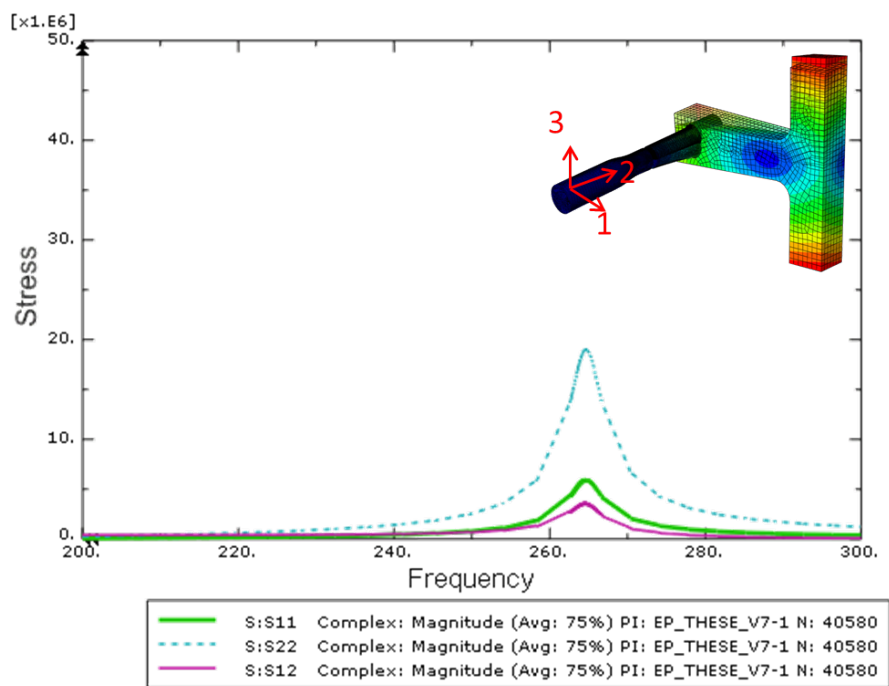 [×1.E6]
50.
40.
30.
20.
10.
0.
Stress
3
2
1
200.
220.
240.
260.
280.
300.
Frequency
S:S11 Complex: Magnitude (Avg: 75%) PI: EP_THESE_V7-1 N: 40580
S:S22 Complex: Magnitude (Avg: 75%) PI: EP_THESE_V7-1 N: 40580
S:S12 Complex: Magnitude (Avg: 75%) PI: EP_THESE_V7-1 N: 40580